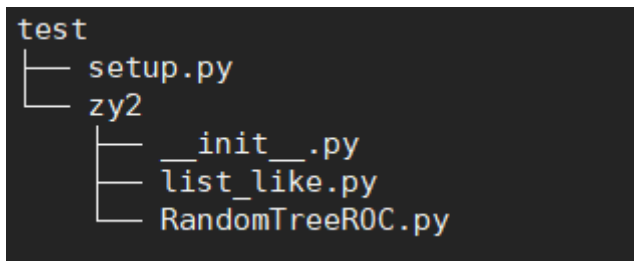 test
├── setup.py
└── zy2
    ├── __init__.py
    ├── list_like.py
    └── RandomTreeROC.py